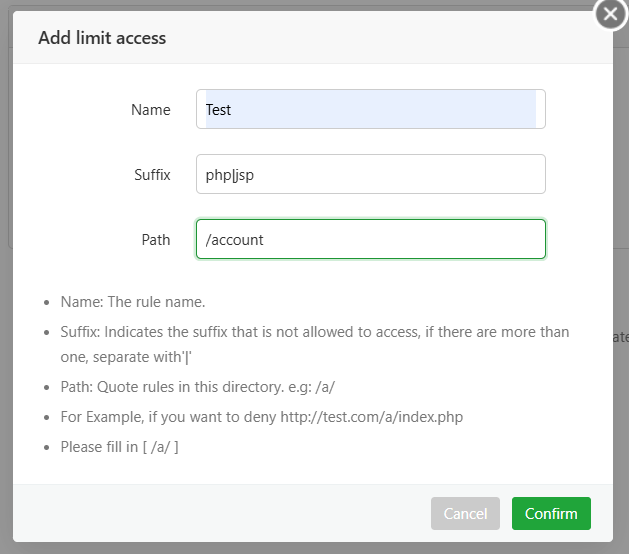 Add limit access
Name
Test
Suffix
php|jsp
Path
/account
Name: The rule name.
Suffix: Indicates the suffix that is not allowed to access, if there are more than
one, separate with'|'
Path: Quote rules in this directory. e.g: /a/
For Example, if you want to deny http://test.com/a/index.php
Please fill in [ /a/ ]
Cancel
Confirm